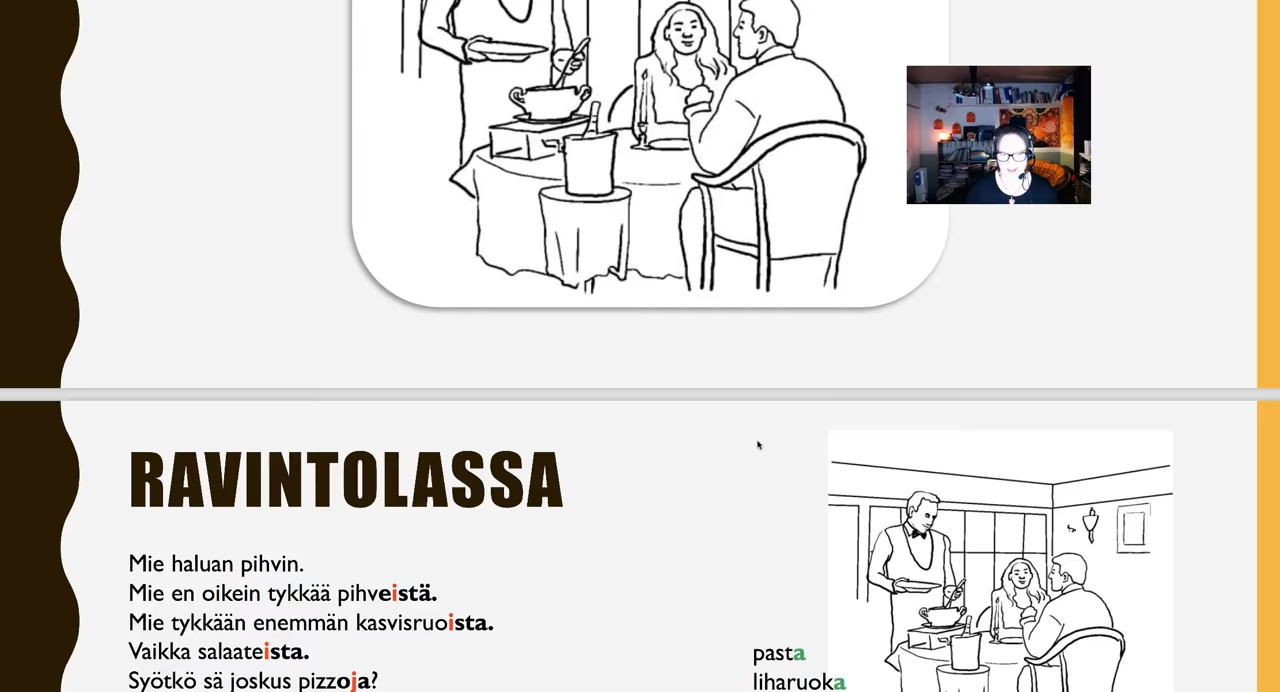 RAVINTOLASSA
Mie haluan pihvin.
Mie en oikein tykkää pihveistä.
Mie tykkään enemmän kasvisruoista.
Vaikka salaateista.
Syötkö sä joskus pizzoja?
pasta
liharuoka